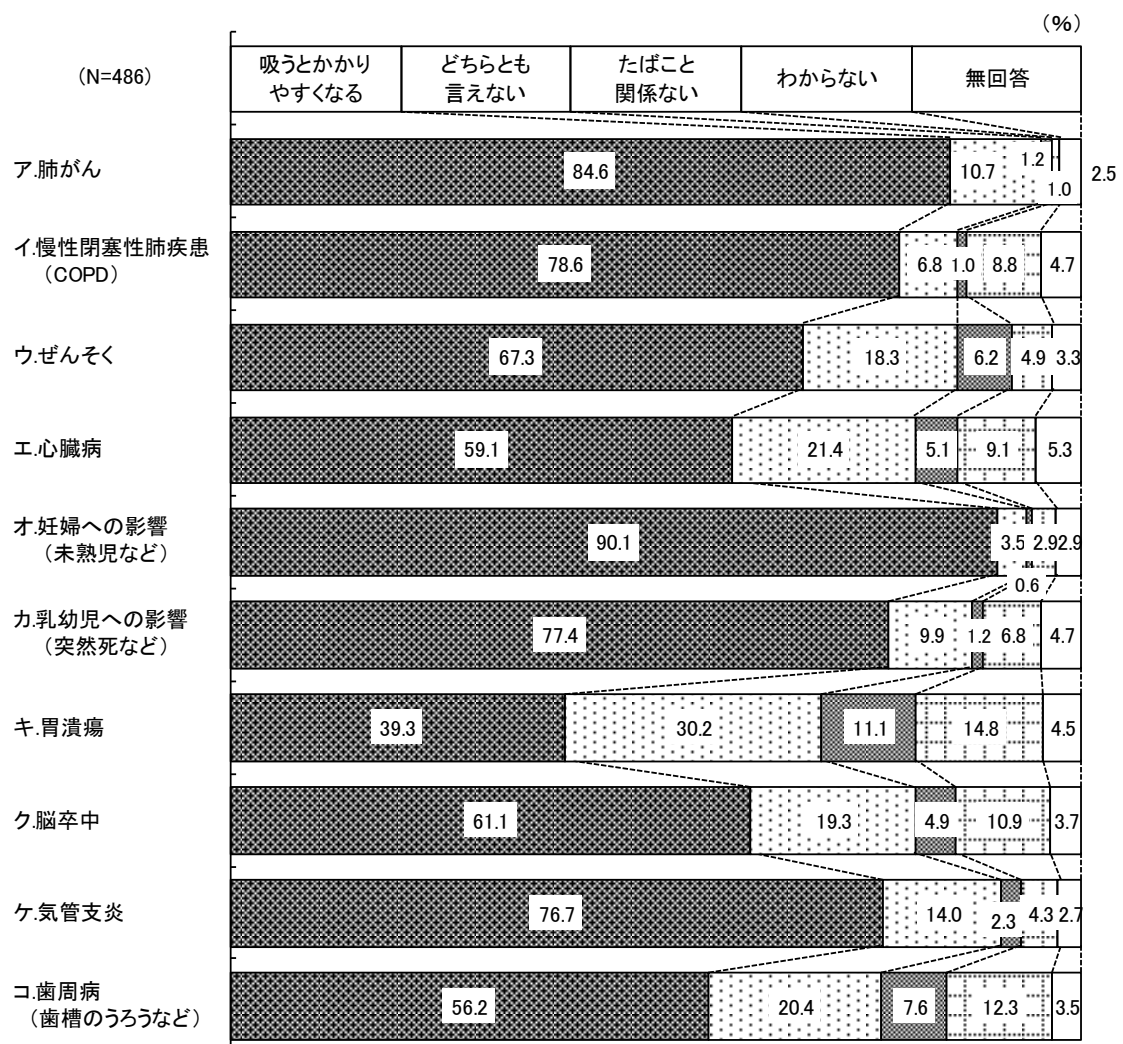 (%)
(N=486)
吸うとかかり
やすくなる
どちらとも
言えない
たばこと
関係ない
わからない
無回答
ア.肺がん
84.6
10.7
1.2
1.0
2.5
イ.慢性閉塞性肺疾患
(COPD)
78.6
6.8
1.0
8.8
4.7
ウ.ぜんそく
67.3
18.3
6.2
4.9
3.3
エ.心臓病
59.1
21.4
5.1
9.1
5.3
オ.妊婦への影響
(未熟児など)
90.1
3.5
0.6
2.9
2.9
カ.乳幼児への影響
(突然死など)
77.4
9.9
1.2
6.8
4.7
キ.胃潰瘍
39.3
30.2
11.1
14.8
4.5
ク.脳卒中
61.1
19.3
4.9
10.9
3.7
ケ.気管支炎
76.7
14.0
2.3
4.3
2.7
コ.歯周病
(歯槽のうろうなど)
56.2
20.4
7.6
12.3
3.5